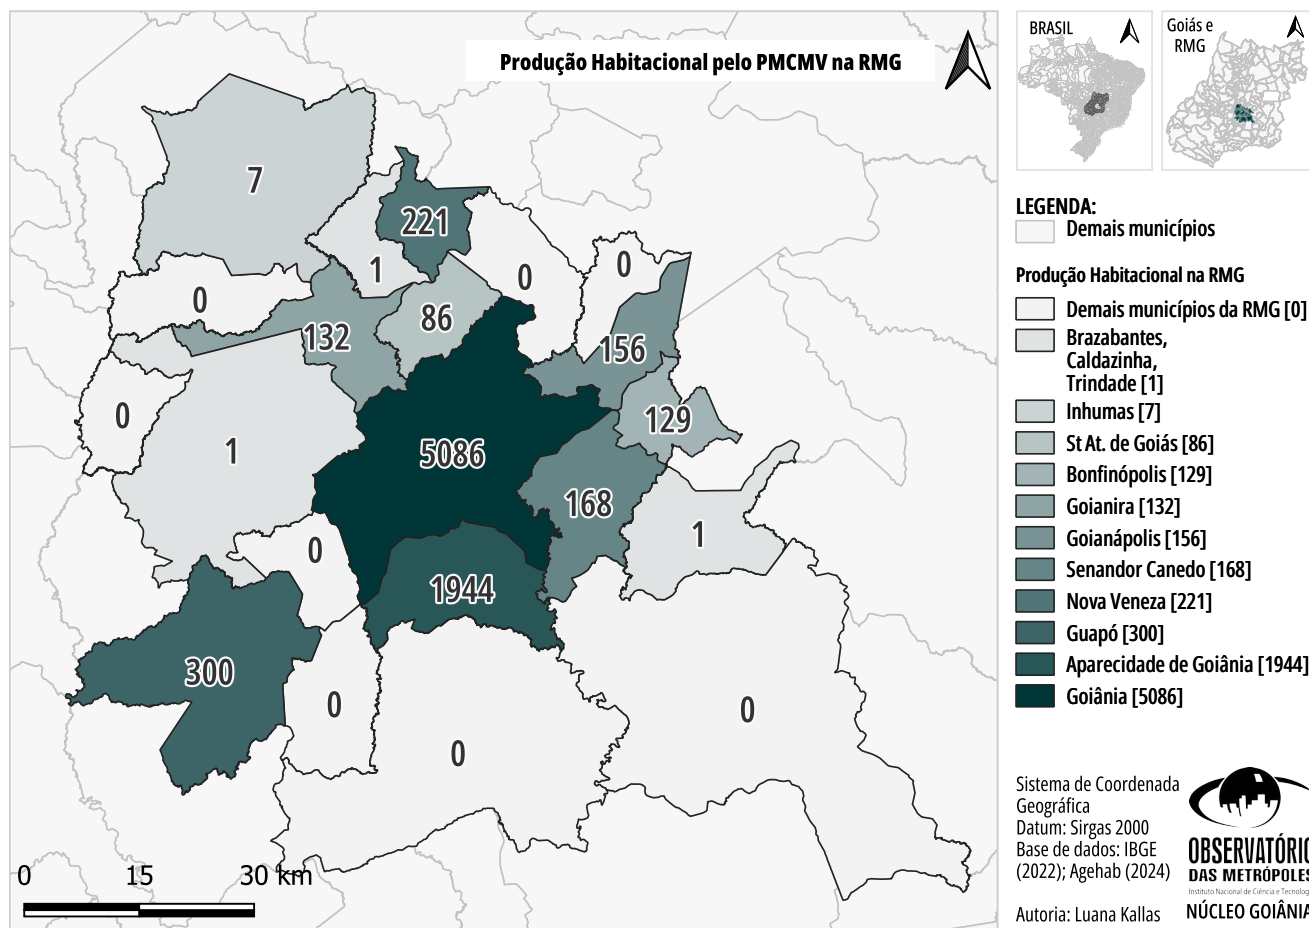 Produção Habitacional pelo PMCMV na RMG
BRASIL
Goiás e
RMG
7
221
1
0
0
0
86
132
156
0
129
1
5086
168
1
0
1944
300
0
0
0
0 15 30 km
LEGENDA:
Demais municípios
Produção Habitacional na RMG
Demais municípios da RMG [0]
Brazabantes,
Caldazinha,
Trindade [1]
Inhumas [7]
St At. de Goiás [86]
Bonfinópolis [129]
Goianira [132]
Goianápolis [156]
Senandor Canedo [168]
Nova Veneza [221]
Guapó [300]
Aparecidade de Goiânia [1944]
Goiânia [5086]
Sistema de Coordenada
Geográfica
Datum: Sirgas 2000
Base de dados: IBGE
(2022); Agehab (2024)
Autoria: Luana Kallas
OBSERVATÓRIO
DAS METRÓPOLES
Instituto Nacional de Ciência e Tecnolog
NÚCLEO GOIÂNIA